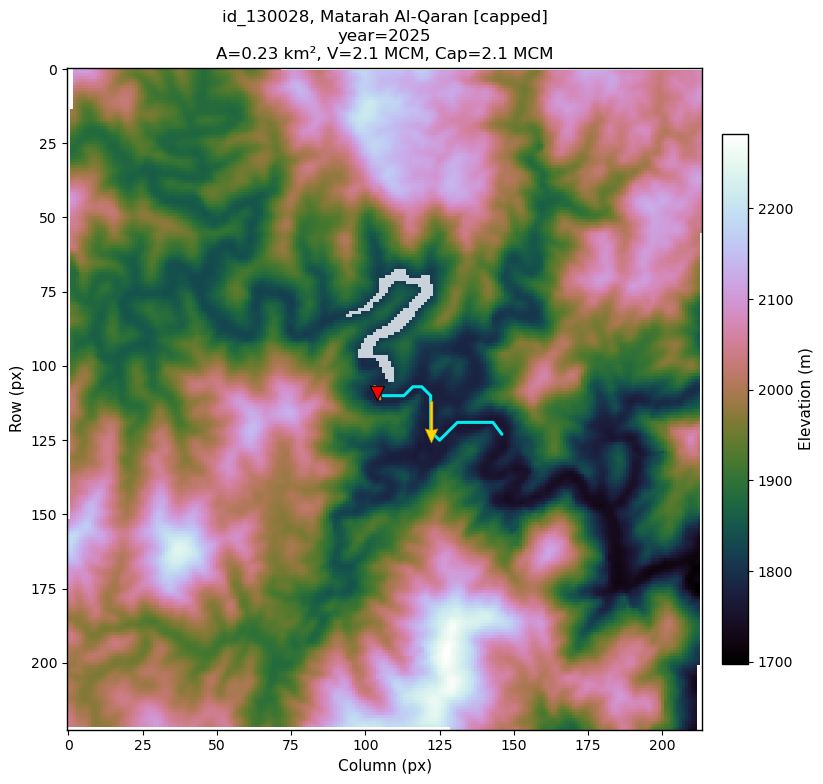 id_130028, Matarah Al-Qaran [capped]
year=2025
A=0.23 km², V=2.1 MCM, Cap=2.1 MCM
0
25
50
75
100
125
150
175
200
Row (px)
0 25 50 75 100 125 150 175 200
Column (px)
2200
2100
2000
1900
1800
1700
Elevation (m)